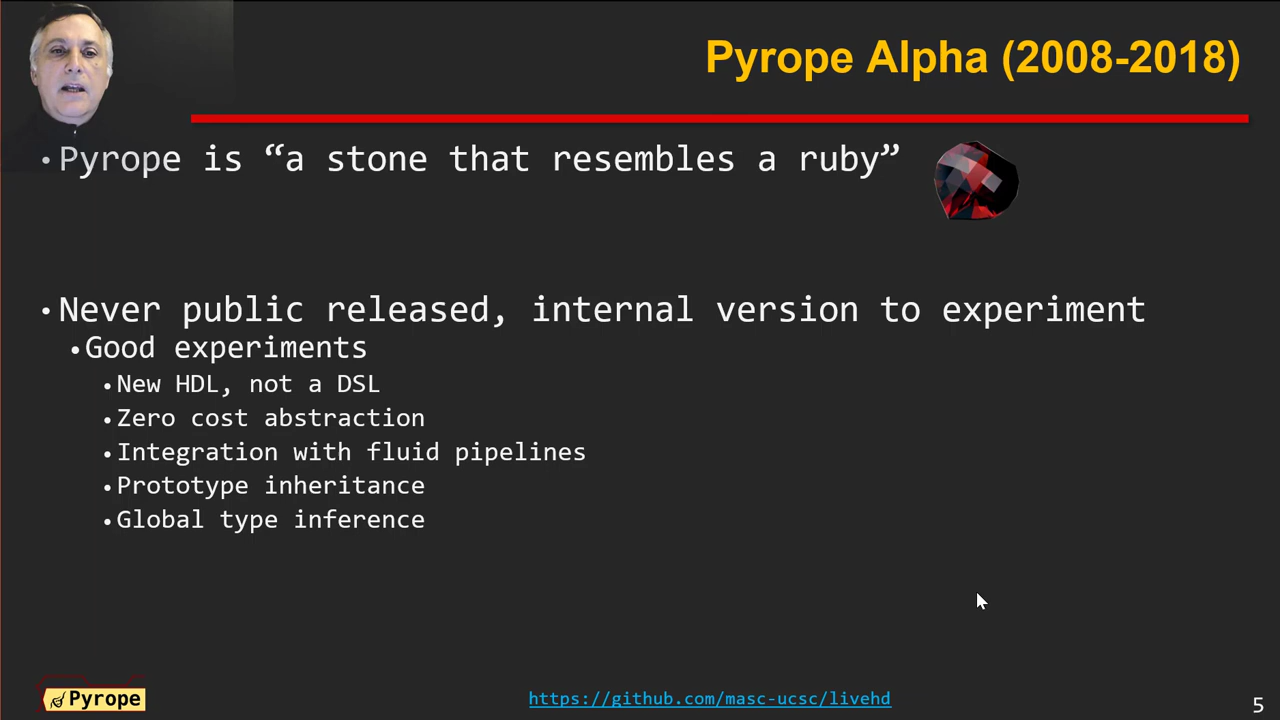 Pyrope Alpha (2008-2018)
• Pyrope is “a stone that resembles a ruby”
• Never public released, internal version to experiment
• Good experiments
• New HDL, not a DSL
• Zero cost abstraction
• Integration with fluid pipelines
• Prototype inheritance
• Global type inference
Pyrope
https://github.com/masc-ucsc/livehd
5